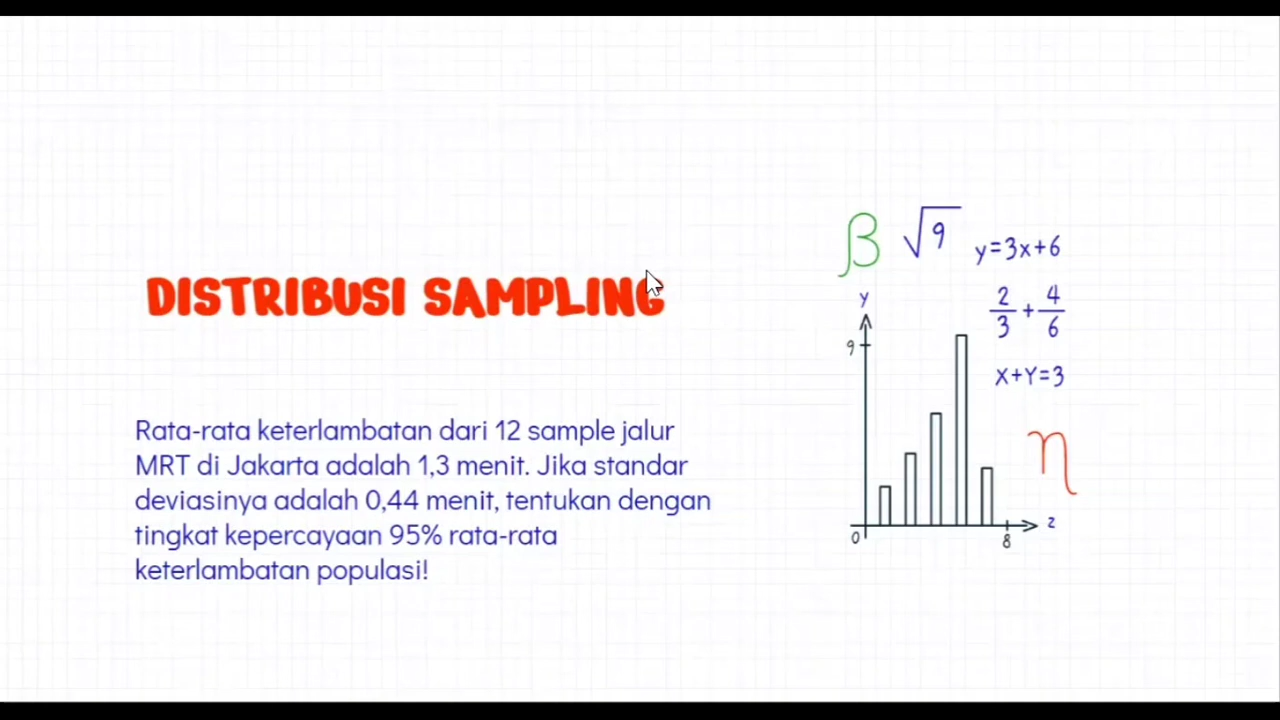 DISTRIBUSI SAMPLING
Rata-rata keterlambatan dari 12 sample jalur
MRT di Jakarta adalah 1,3 menit. Jika standar
deviasinya adalah 0,44 menit, tentukan dengan
tingkat kepercayaan 95% rata-rata
keterlambatan populasi!
β √9 y=3x+6
2/3 + 4/6
x+y=3
y
9
η
0 8 z